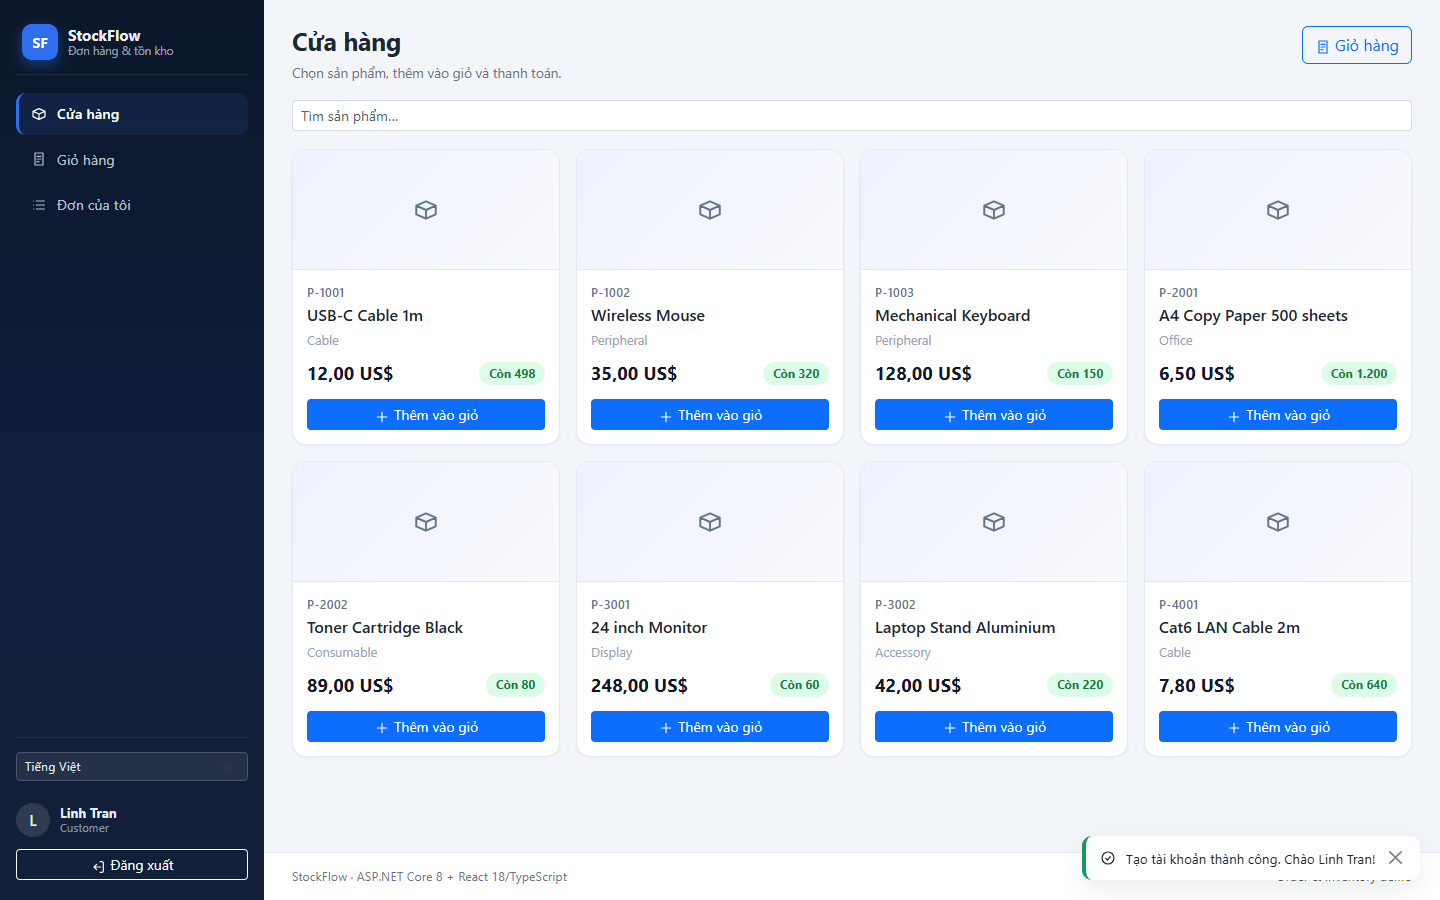 SF
StockFlow
Đơn hàng & tồn kho
Cửa hàng
Giỏ hàng
Đơn của tôi
Tiếng Việt
L
Linh Tran
Customer
Đăng xuất
Cửa hàng
Chọn sản phẩm, thêm vào giỏ và thanh toán.
Giỏ hàng
Tìm sản phẩm...
P-1001
USB-C Cable 1m
Cable
12,00 US$
Còn 498
+ Thêm vào giỏ
P-1002
Wireless Mouse
Peripheral
35,00 US$
Còn 320
+ Thêm vào giỏ
P-1003
Mechanical Keyboard
Peripheral
128,00 US$
Còn 150
+ Thêm vào giỏ
P-2001
A4 Copy Paper 500 sheets
Office
6,50 US$
Còn 1.200
+ Thêm vào giỏ
P-2002
Toner Cartridge Black
Consumable
89,00 US$
Còn 80
+ Thêm vào giỏ
P-3001
24 inch Monitor
Display
248,00 US$
Còn 60
+ Thêm vào giỏ
P-3002
Laptop Stand Aluminium
Accessory
42,00 US$
Còn 220
+ Thêm vào giỏ
P-4001
Cat6 LAN Cable 2m
Cable
7,80 US$
Còn 640
+ Thêm vào giỏ
Tạo tài khoản thành công. Chào Linh Tran!
StockFlow · ASP.NET Core 8 + React 18/TypeScript